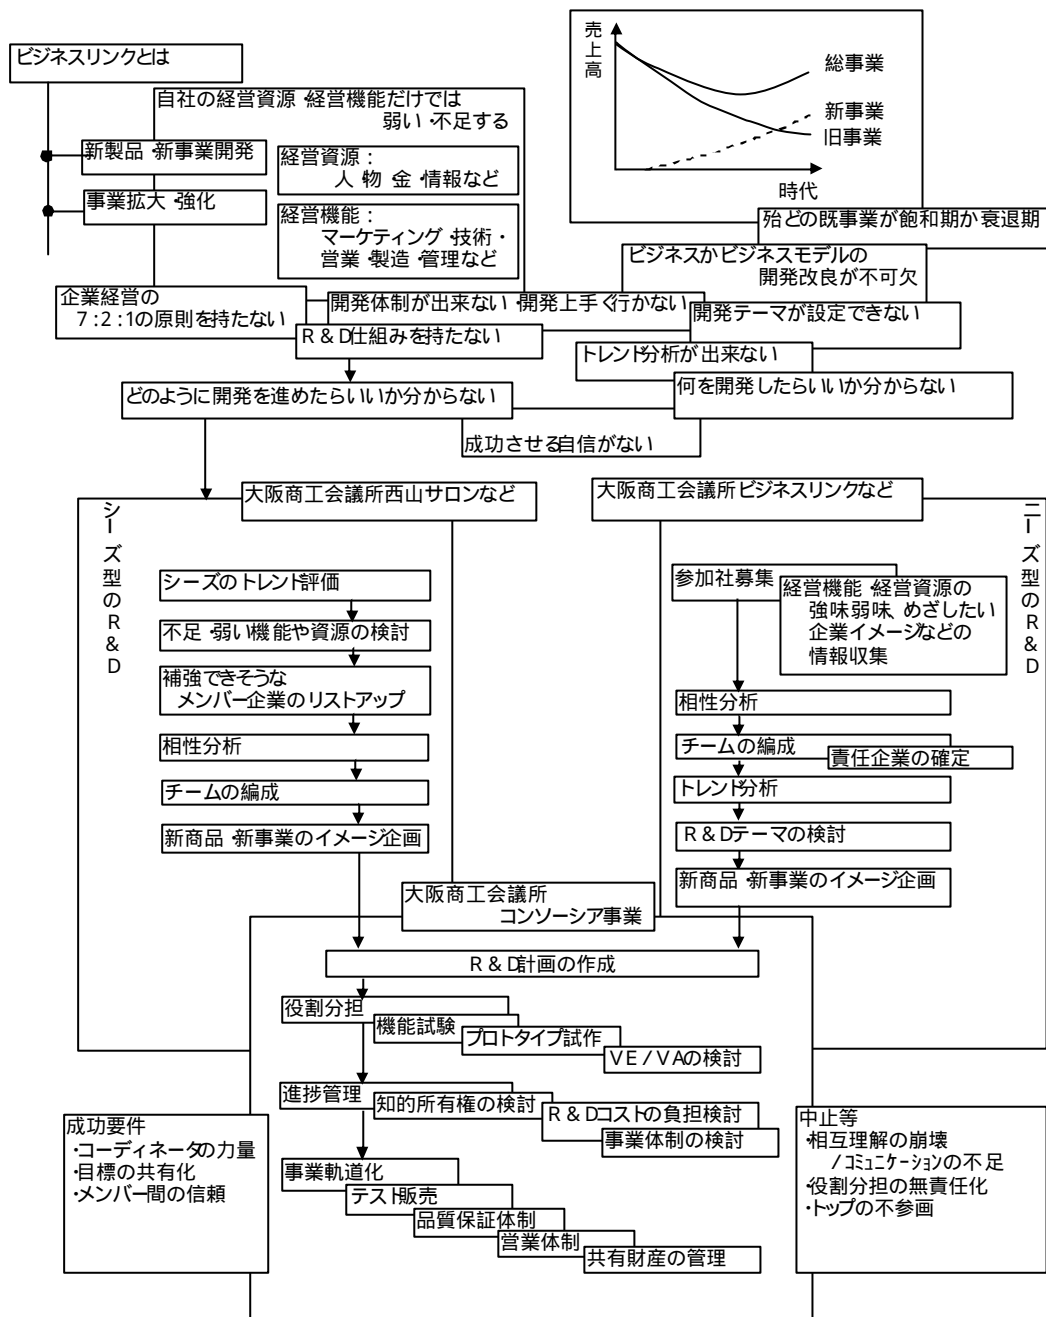 ビジネスリンクとは
自社の経営資源・経営機能だけでは
弱い・不足する
新製品・新事業開発
事業拡大・強化
経営資源：
人・物・金・情報など
経営機能：
マーケティング・技術・
営業・製造・管理など
売上高
総事業
新事業
旧事業
時代
殆どの既事業が飽和期か衰退期
ビジネスかビジネスモデルの
開発改良が不可欠
企業経営の
7:2:1の原則を持たない
開発体制が出来ない・開発上手く行かない
R&D仕組みを持たない
開発テーマが設定できない
トレンド分析が出来ない
何を開発したらいいか分からない
どのように開発を進めたらいいか分からない
成功させる自信がない
シーズ型のR&D
大阪商工会議所西山サロンなど
シーズのトレンド評価
不足・弱い機能や資源の検討
補強できそうな
メンバー企業のリストアップ
相性分析
チームの編成
新商品・新事業のイメージ企画
大阪商工会議所ビジネスリンクなど
ニーズ型のR&D
参加社募集
経営機能・経営資源の
強味弱味、めざしたい
企業イメージなどの
情報収集
相性分析
チームの編成
責任企業の確定
トレンド分析
R&Dテーマの検討
新商品・新事業のイメージ企画
大阪商工会議所
コンソーシア事業
R&D計画の作成
役割分担
機能試験
プロトタイプ試作
VE/VAの検討
進捗管理
知的所有権の検討
R&Dコストの負担検討
事業体制の検討
事業軌道化
テスト販売
品質保証体制
営業体制
共有財産の管理
成功要件
・コーディネータの力量
・目標の共有化
・メンバー間の信頼
中止等
・相互理解の崩壊
/コミュニケーションの不足
・役割分担の無責任化
・トップの不参画